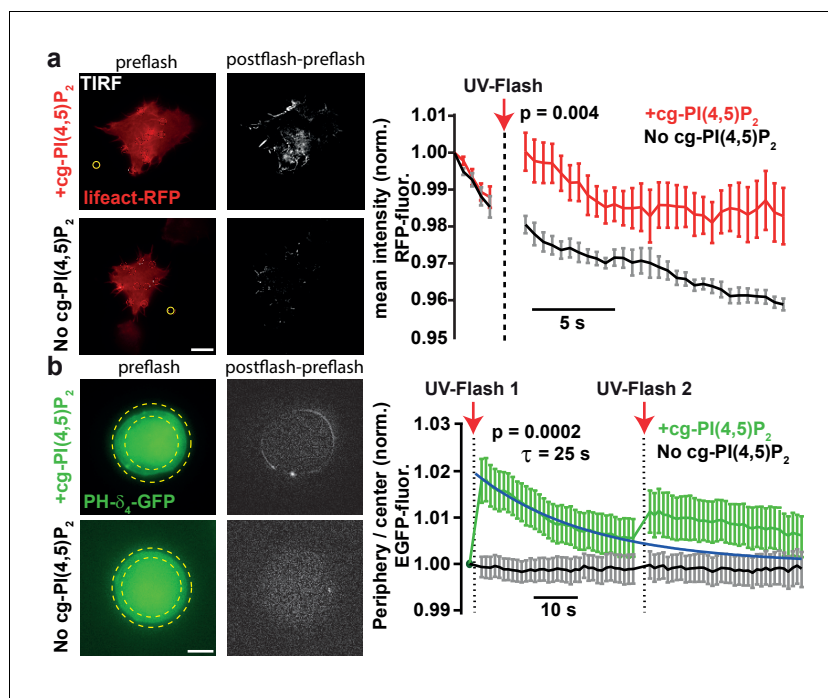 a
preflash
postflash-preflash
+cg-PI(4,5)P2
TIRF
lifeact-RFP
No cg-PI(4,5)P2
UV-Flash
p = 0.004
+cg-PI(4,5)P2
No cg-PI(4,5)P2
mean intensity (norm.)
RFP-fluor.
1.01
1.00
0.99
0.98
0.97
0.96
0.95
5 s
b
preflash
postflash-preflash
+cg-PI(4,5)P2
PH-δ4-GFP
No cg-PI(4,5)P2
UV-Flash 1
UV-Flash 2
p = 0.0002
τ = 25 s
+cg-PI(4,5)P2
No cg-PI(4,5)P2
Periphery / center (norm.)
EGFP-fluor.
1.03
1.02
1.01
1.00
0.99
10 s